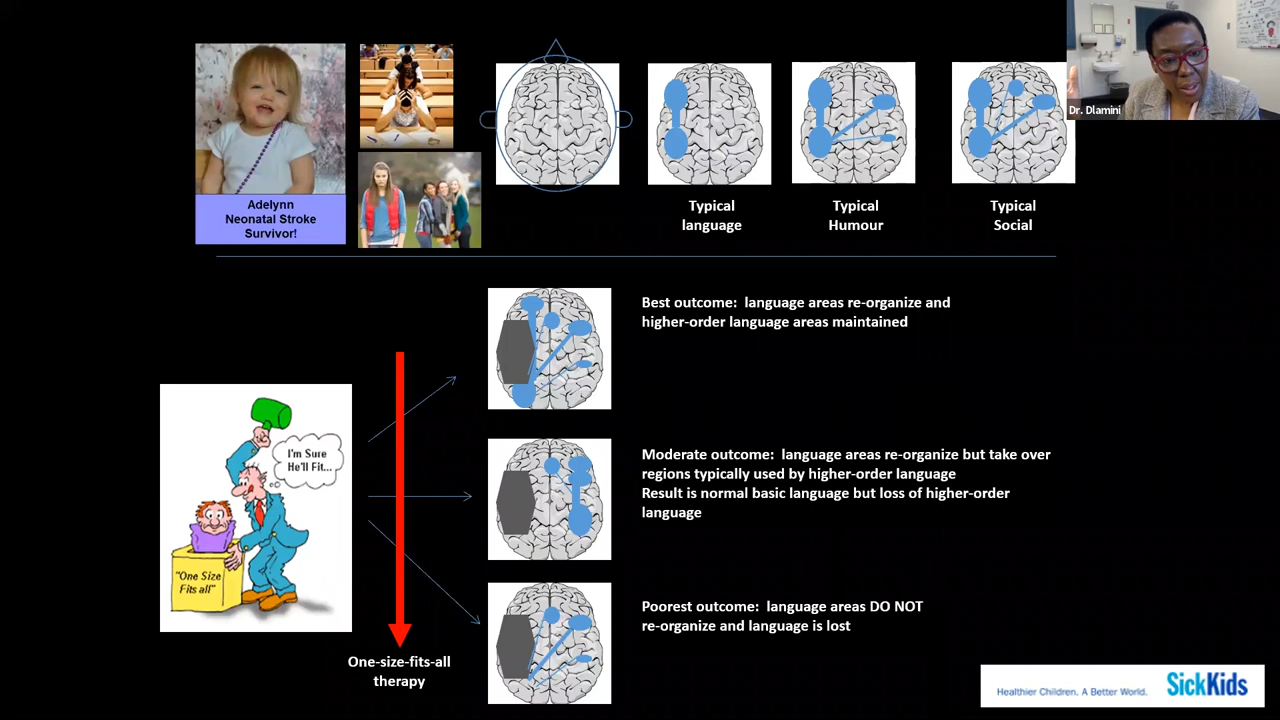 Dr. Dlamini
Adelynn
Neonatal Stroke
Survivor!
Typical
language
Typical
Humour
Typical
Social
Best outcome:  language areas re-organize and
higher-order language areas maintained
I'm Sure
He'll Fit...
"One Size
Fits all"
Moderate outcome:  language areas re-organize but take over
regions typically used by higher-order language
Result is normal basic language but loss of higher-order
language
Poorest outcome:  language areas DO NOT
re-organize and language is lost
One-size-fits-all
therapy
Healthier Children. A Better World.
SickKids